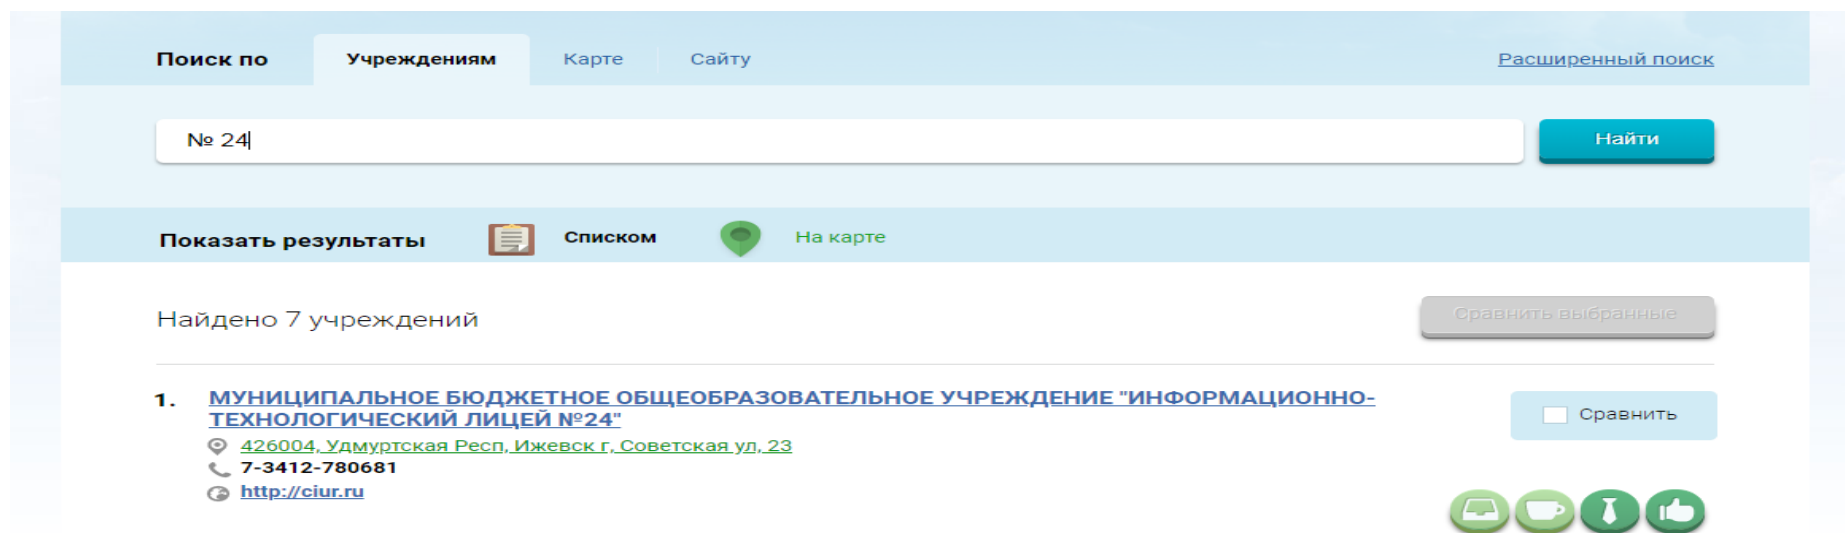 Поиск по Учреждениям Карте Сайту Расширенный поиск
№ 24 Найти
Показать результаты Списком На карте
Найдено 7 учреждений Сравнить выбранные
1. МУНИЦИПАЛЬНОЕ БЮДЖЕТНОЕ ОБЩЕОБРАЗОВАТЕЛЬНОЕ УЧРЕЖДЕНИЕ "ИНФОРМАЦИОННО-
ТЕХНОЛОГИЧЕСКИЙ ЛИЦЕЙ №24"
Сравнить
426004, Удмуртская Респ, Ижевск г, Советская ул, 23
7-3412-780681
http://ciur.ru